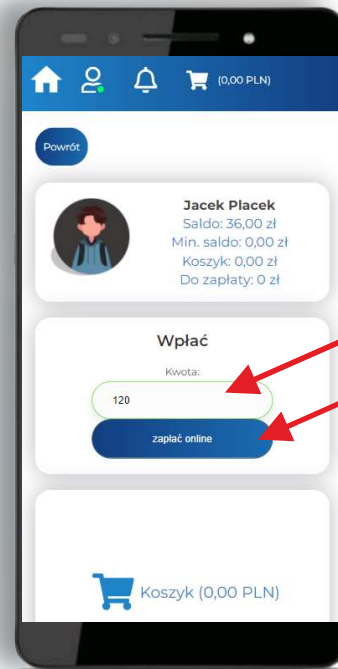 (0,00 PLN)
Powrót
Jacek Placek
Saldo: 36,00 zł
Min. saldo: 0,00 zł
Koszyk: 0,00 zł
Do zapłaty: 0 zł
Wpłać
Kwota:
120
zapłać online
Koszyk (0,00 PLN)